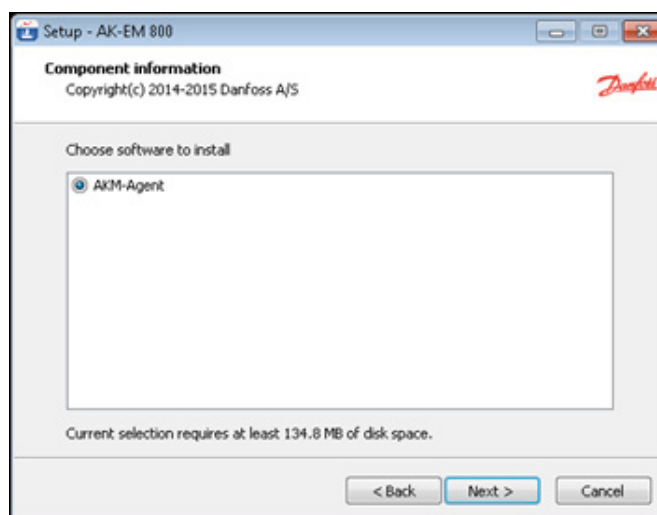 Setup - AK-EM 800
Component information
Copyright(c) 2014-2015 Danfoss A/S
Danfoss
Choose software to install
AKM-Agent
Current selection requires at least 134.8 MB of disk space.
< Back
Next >
Cancel